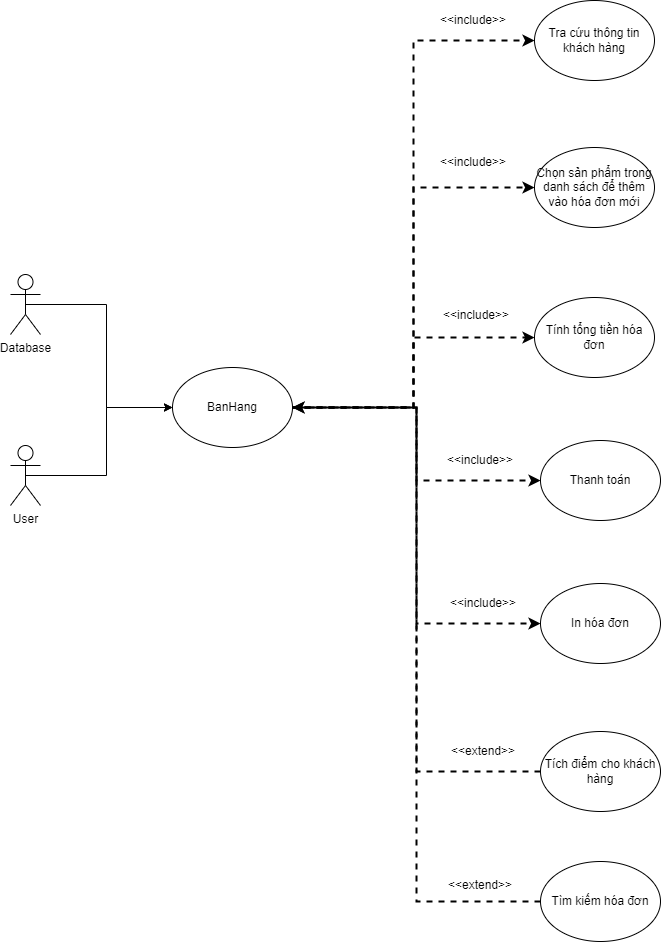 <<include>>
Tra cứu thông tin
khách hàng
<<include>>
Chọn sản phẩm trong
danh sách để thêm
vào hóa đơn mới
<<include>>
Tính tổng tiền hóa
đơn
Database
BanHang
User
<<include>>
Thanh toán
<<include>>
In hóa đơn
<<extend>>
Tích điểm cho khách
hàng
<<extend>>
Tìm kiếm hóa đơn